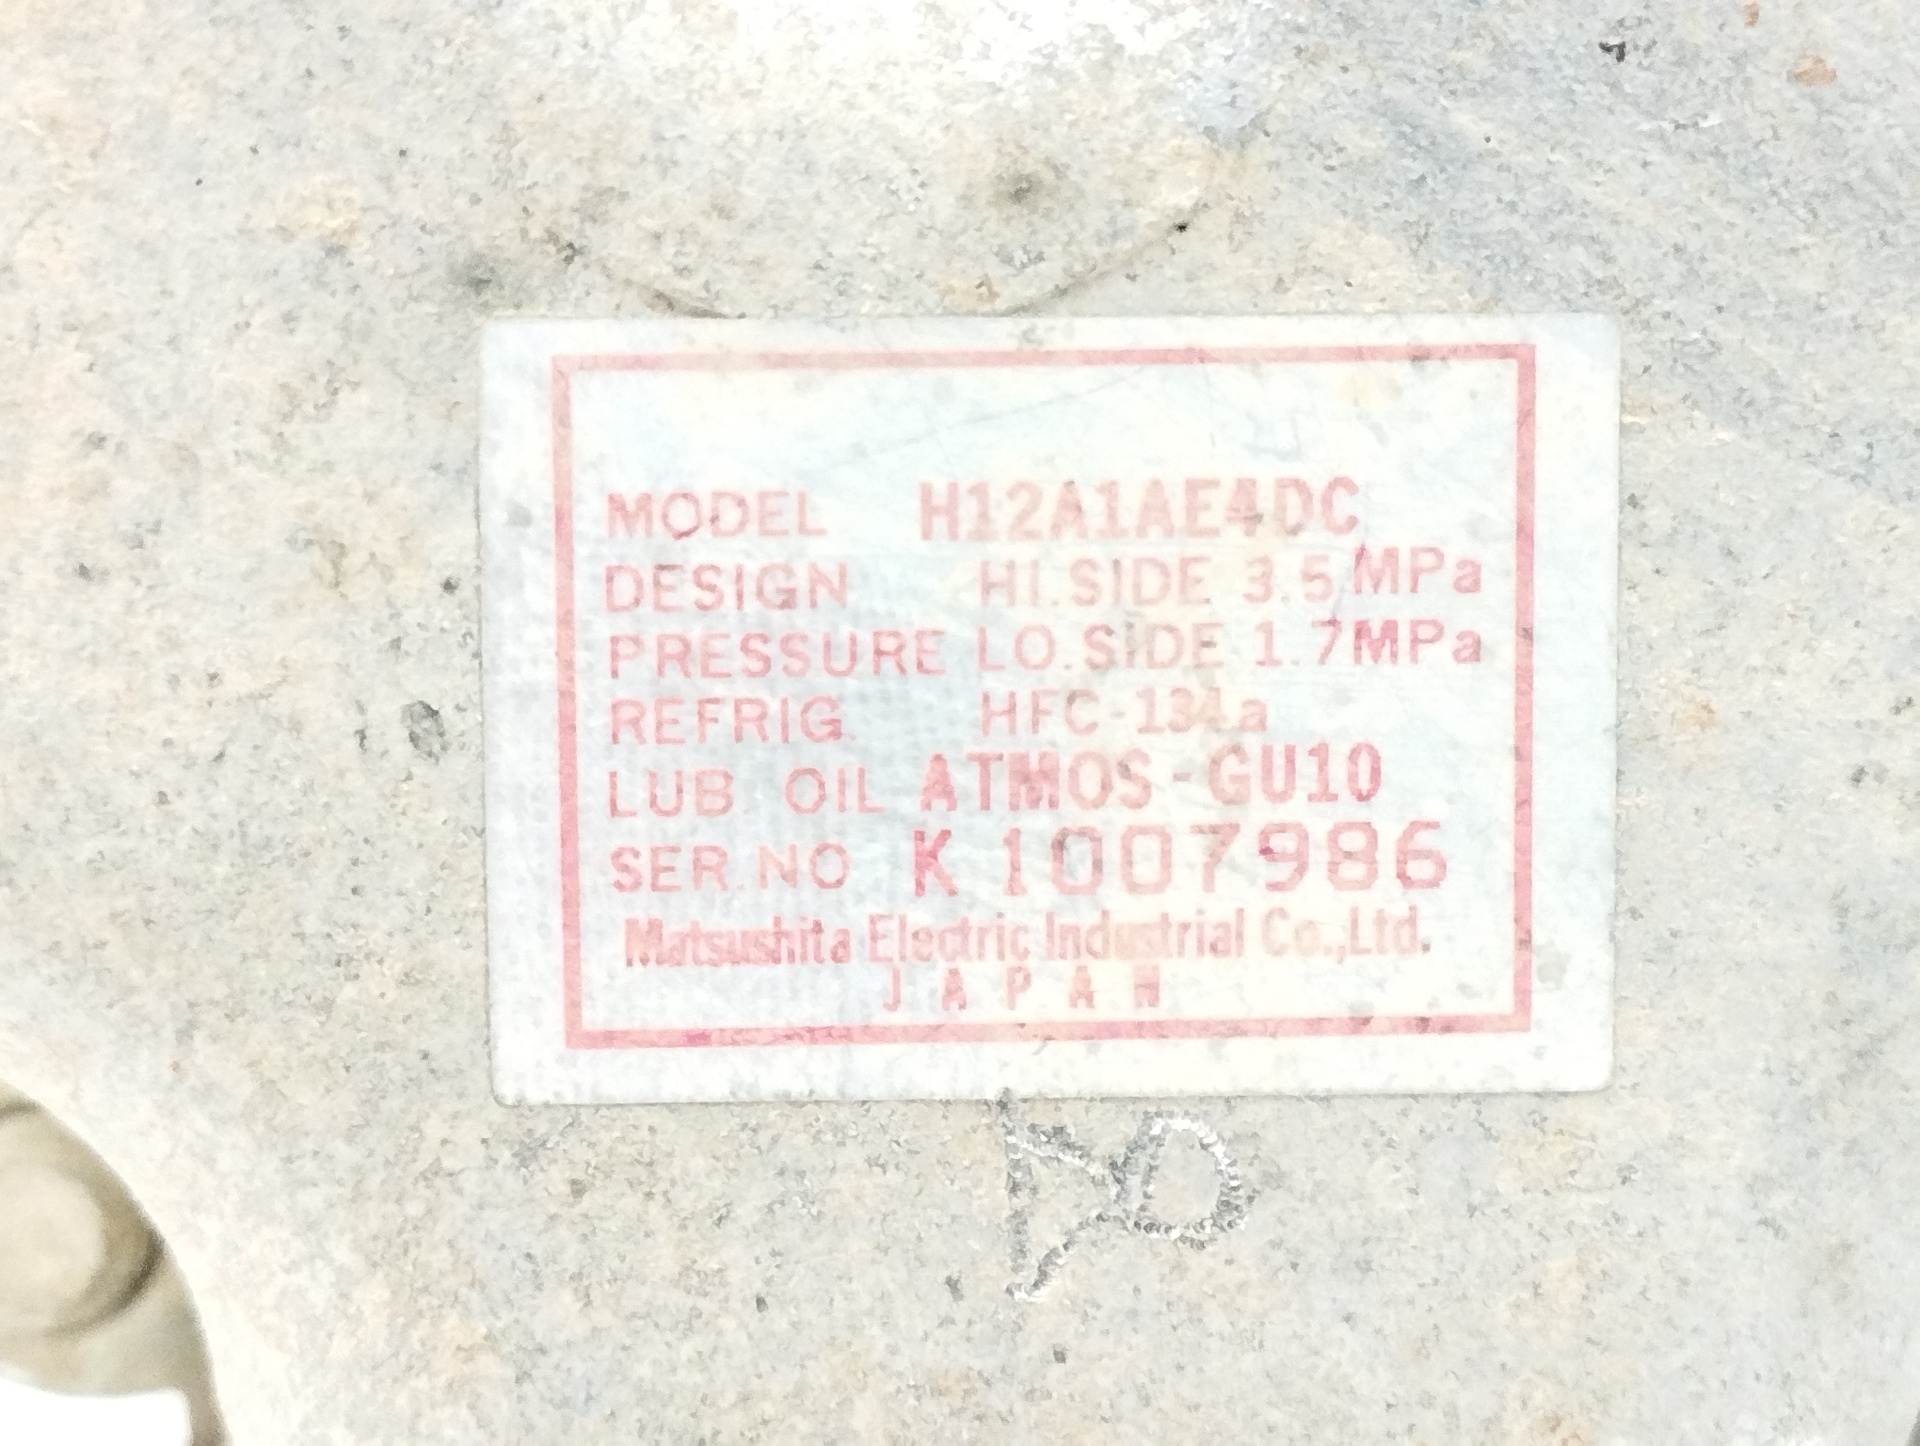 MODEL H12A1AE4DC
DESIGN HI.SIDE 3.5 MPa
PRESSURE LO.SIDE 1.7MPa
REFRIG. HFC-134a
LUB. OIL ATMOS-GU10
SER.NO K 1007986
Matsushita Electric Industrial Co.,Ltd.
JAPAN